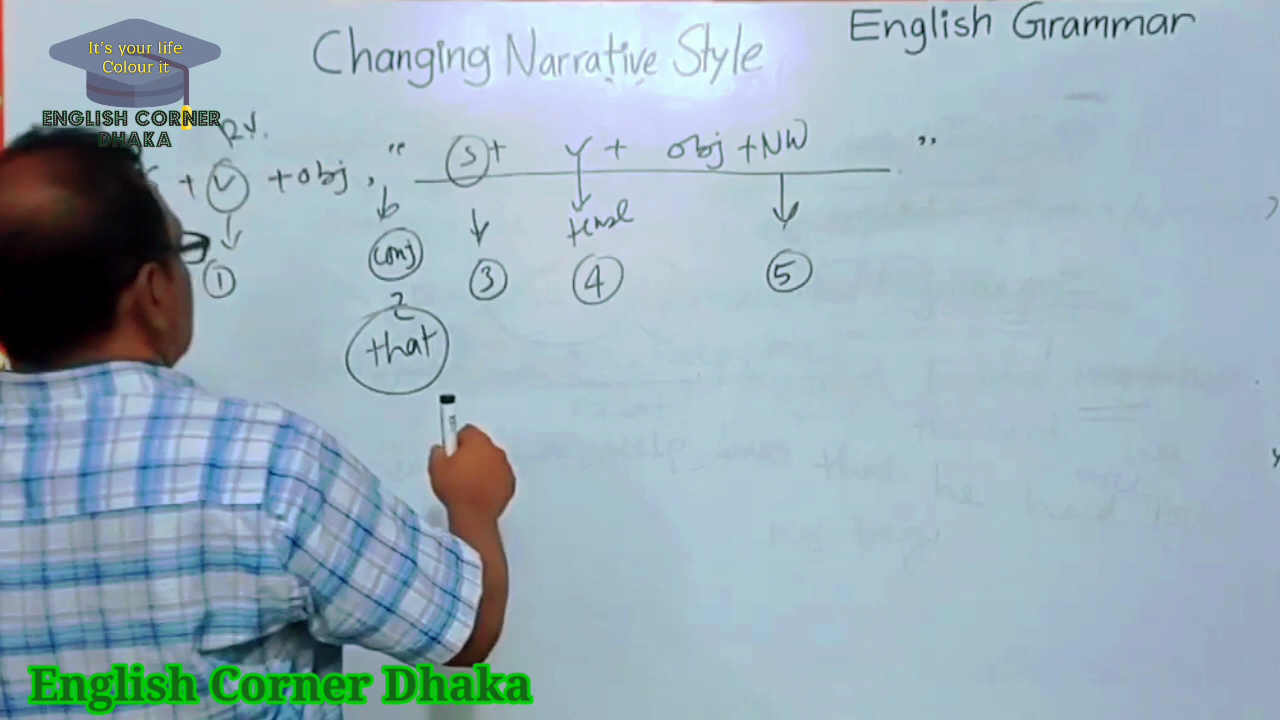 It's your life
Colour it
ENGLISH CORNER
DHAKA
Changing Narrative Style
English Grammar
R.V.
S + V + obj, " S + V + obj + NW "
conj
tense
1
3
4
5
2
that
English Corner Dhaka